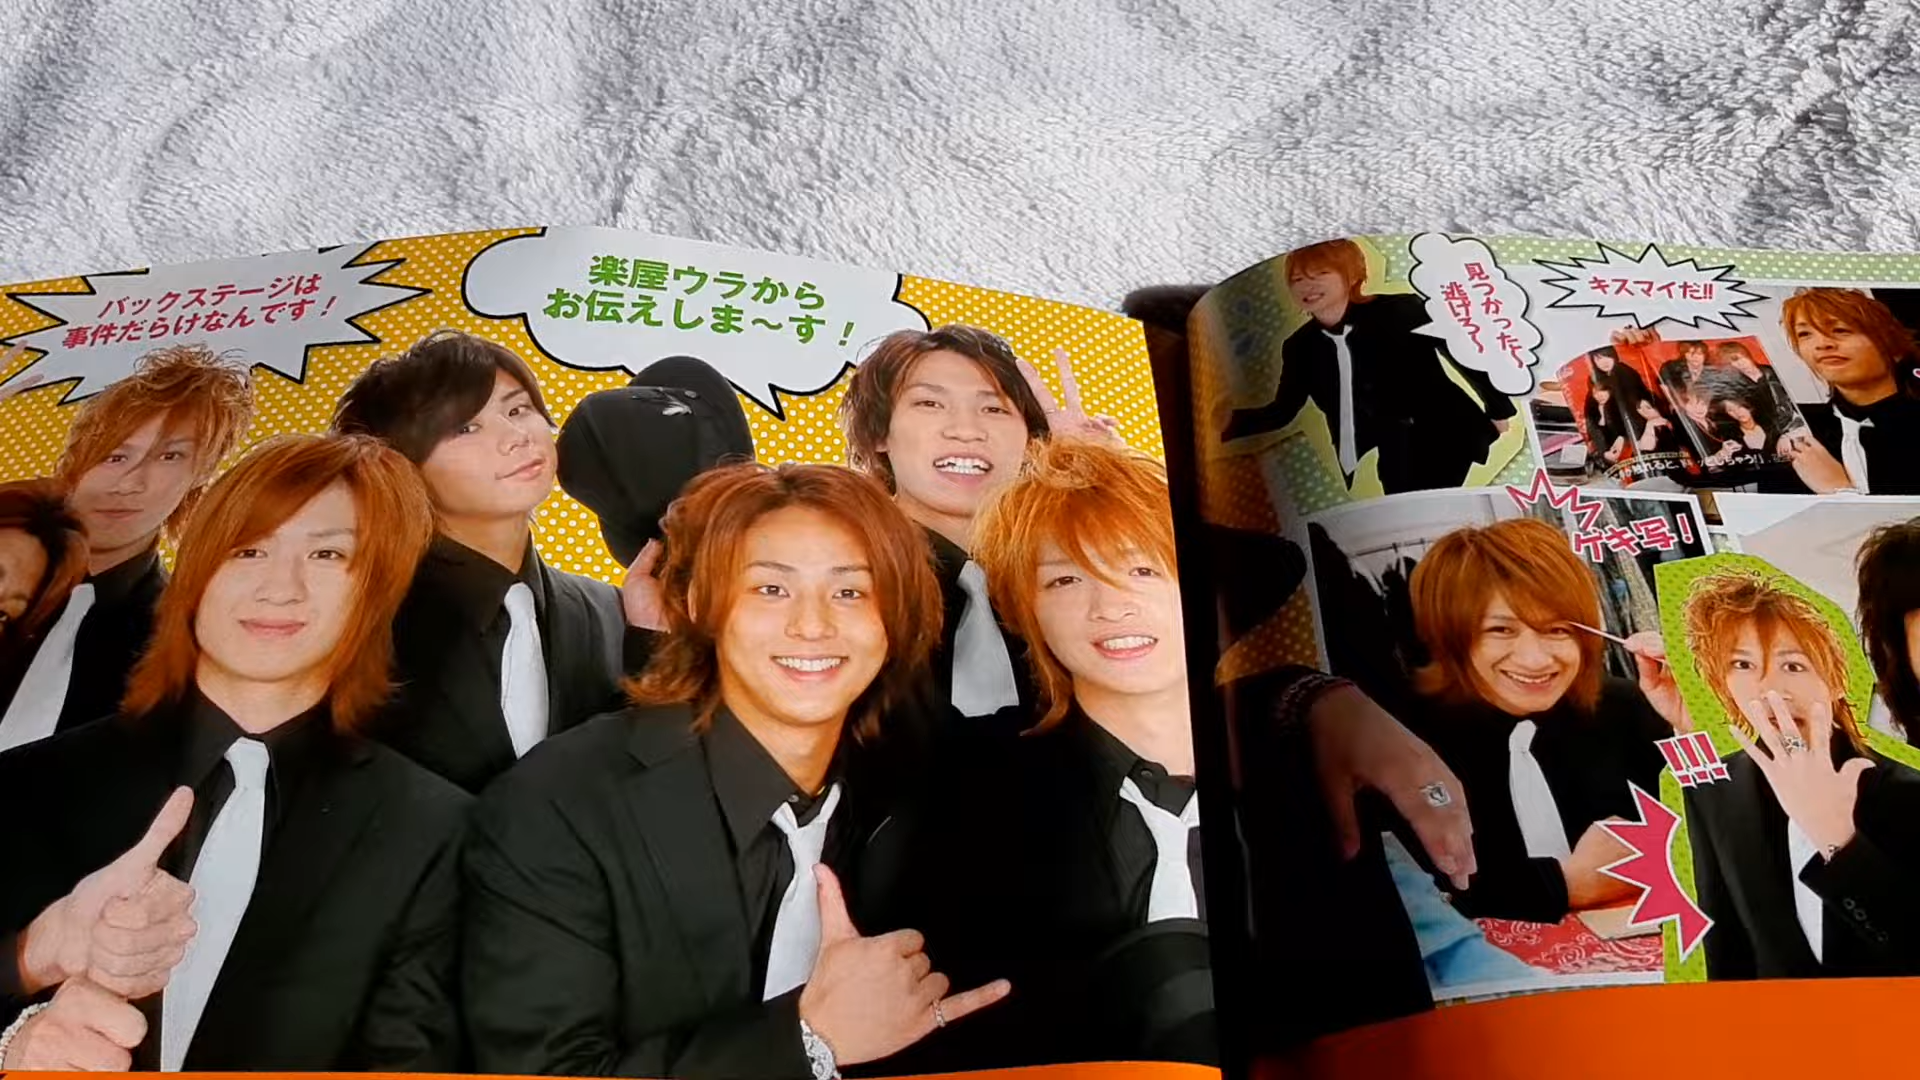 バックステージは
事件だらけなんです！
楽屋ウラから
お伝えしま〜す！
見つかった〜
逃げろ〜
キスマイだ!!
ゲキ写！
!!!